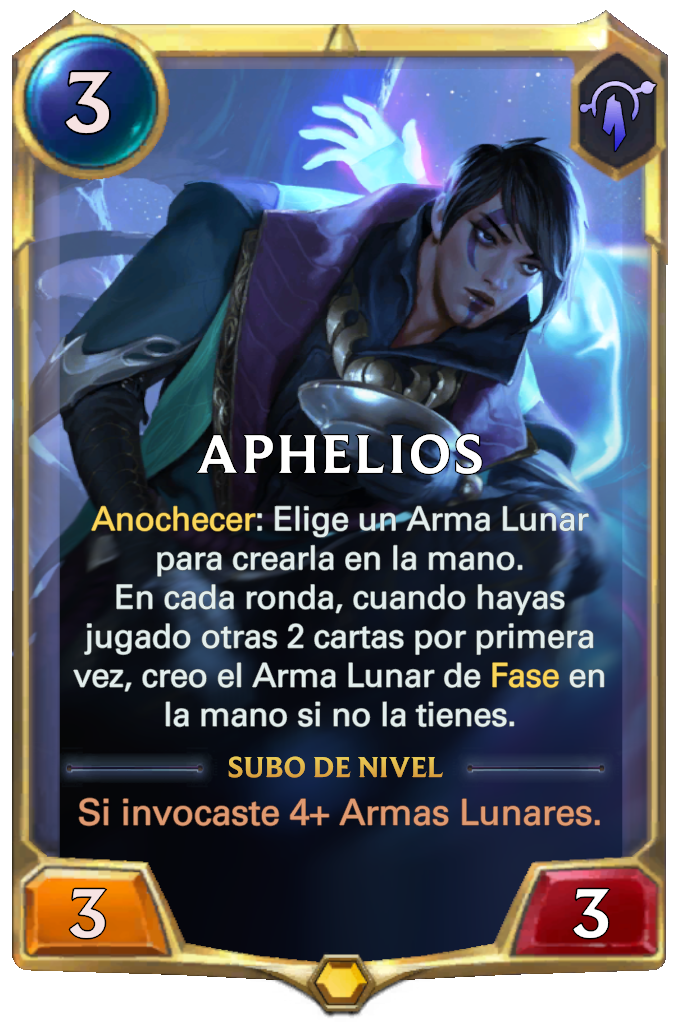 3
APHELIOS
Anochecer: Elige un Arma Lunar
para crearla en la mano.
En cada ronda, cuando hayas
jugado otras 2 cartas por primera
vez, creo el Arma Lunar de Fase en
la mano si no la tienes.
SUBO DE NIVEL
Si invocaste 4+ Armas Lunares.
3
3